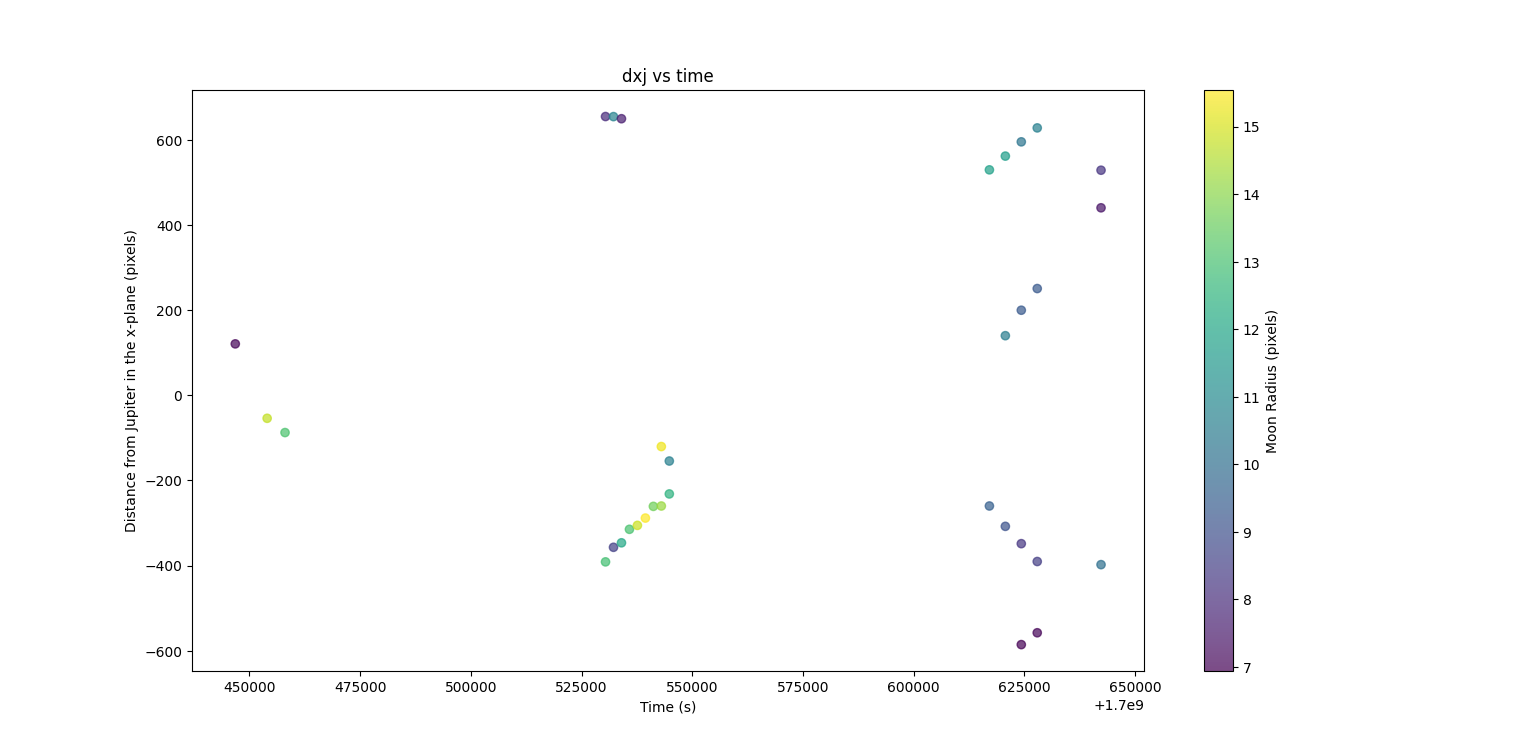 dxj vs time
Distance from Jupiter in the x-plane (pixels)
600
400
200
0
−200
−400
−600
450000 475000 500000 525000 550000 575000 600000 625000 650000
Time (s)
+1.7e9
15
14
13
12
11
10
9
8
7
Moon Radius (pixels)